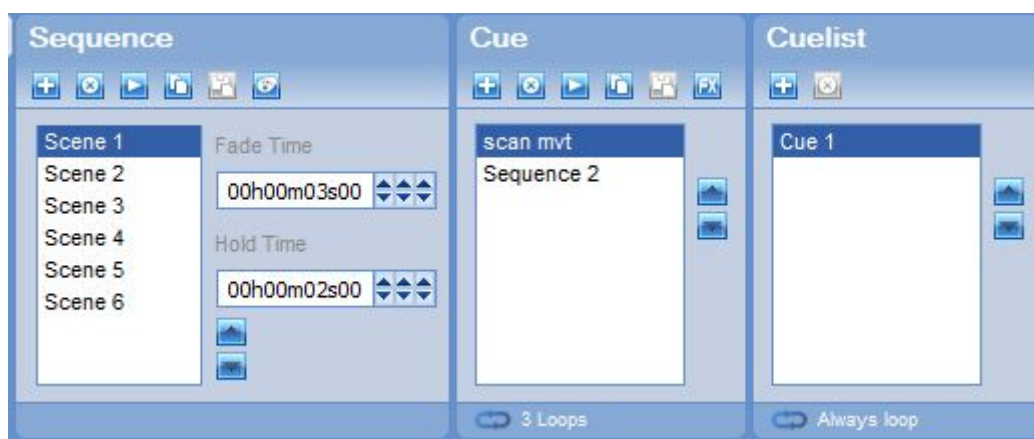 Sequence
Scene 1
Scene 2
Scene 3
Scene 4
Scene 5
Scene 6
Fade Time
00h00m03s00
Hold Time
00h00m02s00
Cue
FX
scan mvt
Sequence 2
3 Loops
Cuelist
Cue 1
Always loop